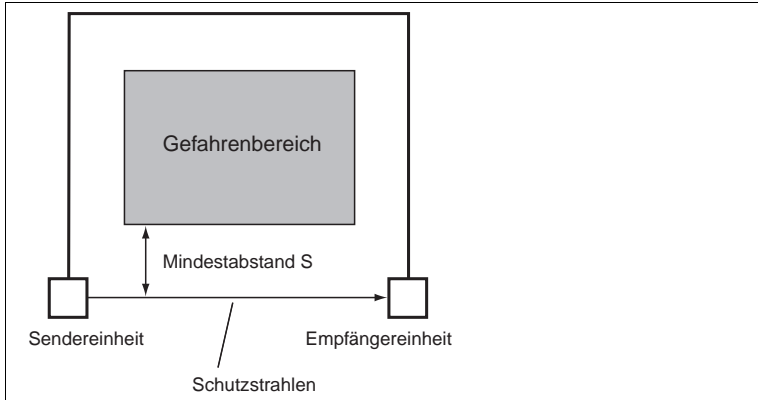 Gefahrenbereich
Mindestabstand S
Sendereinheit
Empfängereinheit
Schutzstrahlen